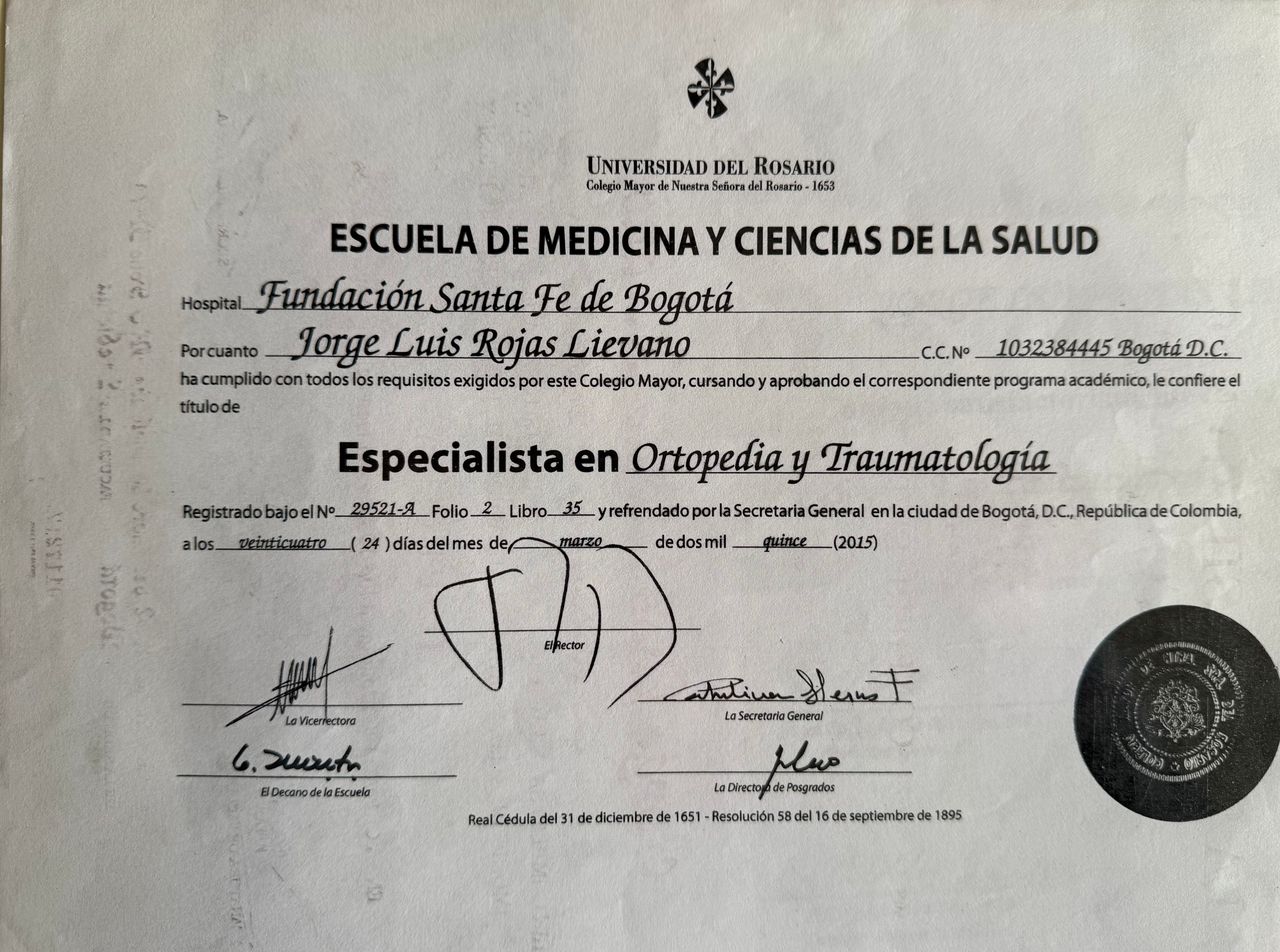 UNIVERSIDAD DEL ROSARIO
Colegio Mayor de Nuestra Señora del Rosario - 1653
ESCUELA DE MEDICINA Y CIENCIAS DE LA SALUD
Hospital Fundación Santa Fe de Bogotá
Por cuanto Jorge Luis Rojas Lievano C.C. Nº 1032384445 Bogotá D.C.
ha cumplido con todos los requisitos exigidos por este Colegio Mayor, cursando y aprobando el correspondiente programa académico, le confiere el
título de
Especialista en Ortopedia y Traumatología
Registrado bajo el Nº 29521-A Folio 2 Libro 35 y refrendado por la Secretaria General en la ciudad de Bogotá, D.C., República de Colombia,
a los veinticuatro ( 24 ) días del mes de marzo de dos mil quince (2015)
El Rector
La Vicerrectora
La Secretaria General
El Decano de la Escuela
La Directora de Posgrados
Real Cédula del 31 de diciembre de 1651 - Resolución 58 del 16 de septiembre de 1895